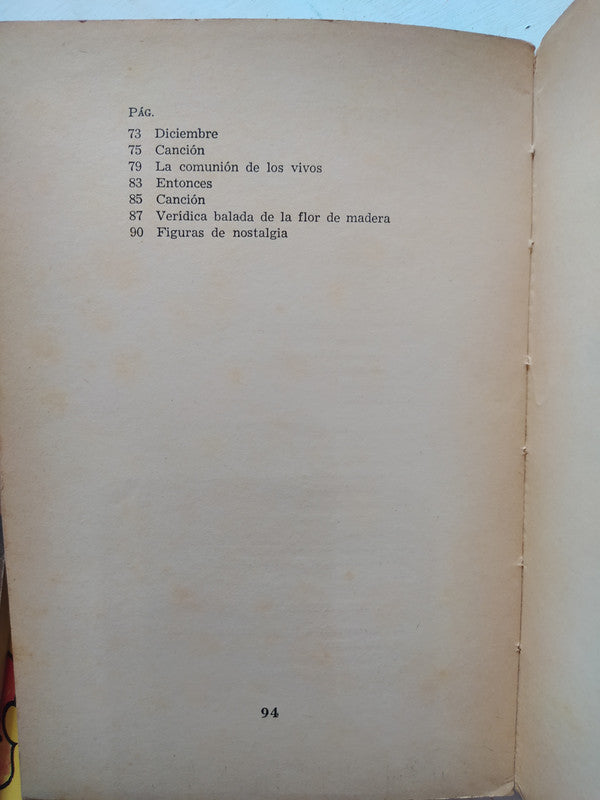 PÁG.
73 Diciembre
75 Canción
79 La comunión de los vivos
83 Entonces
85 Canción
87 Verídica balada de la flor de madera
90 Figuras de nostalgia
94